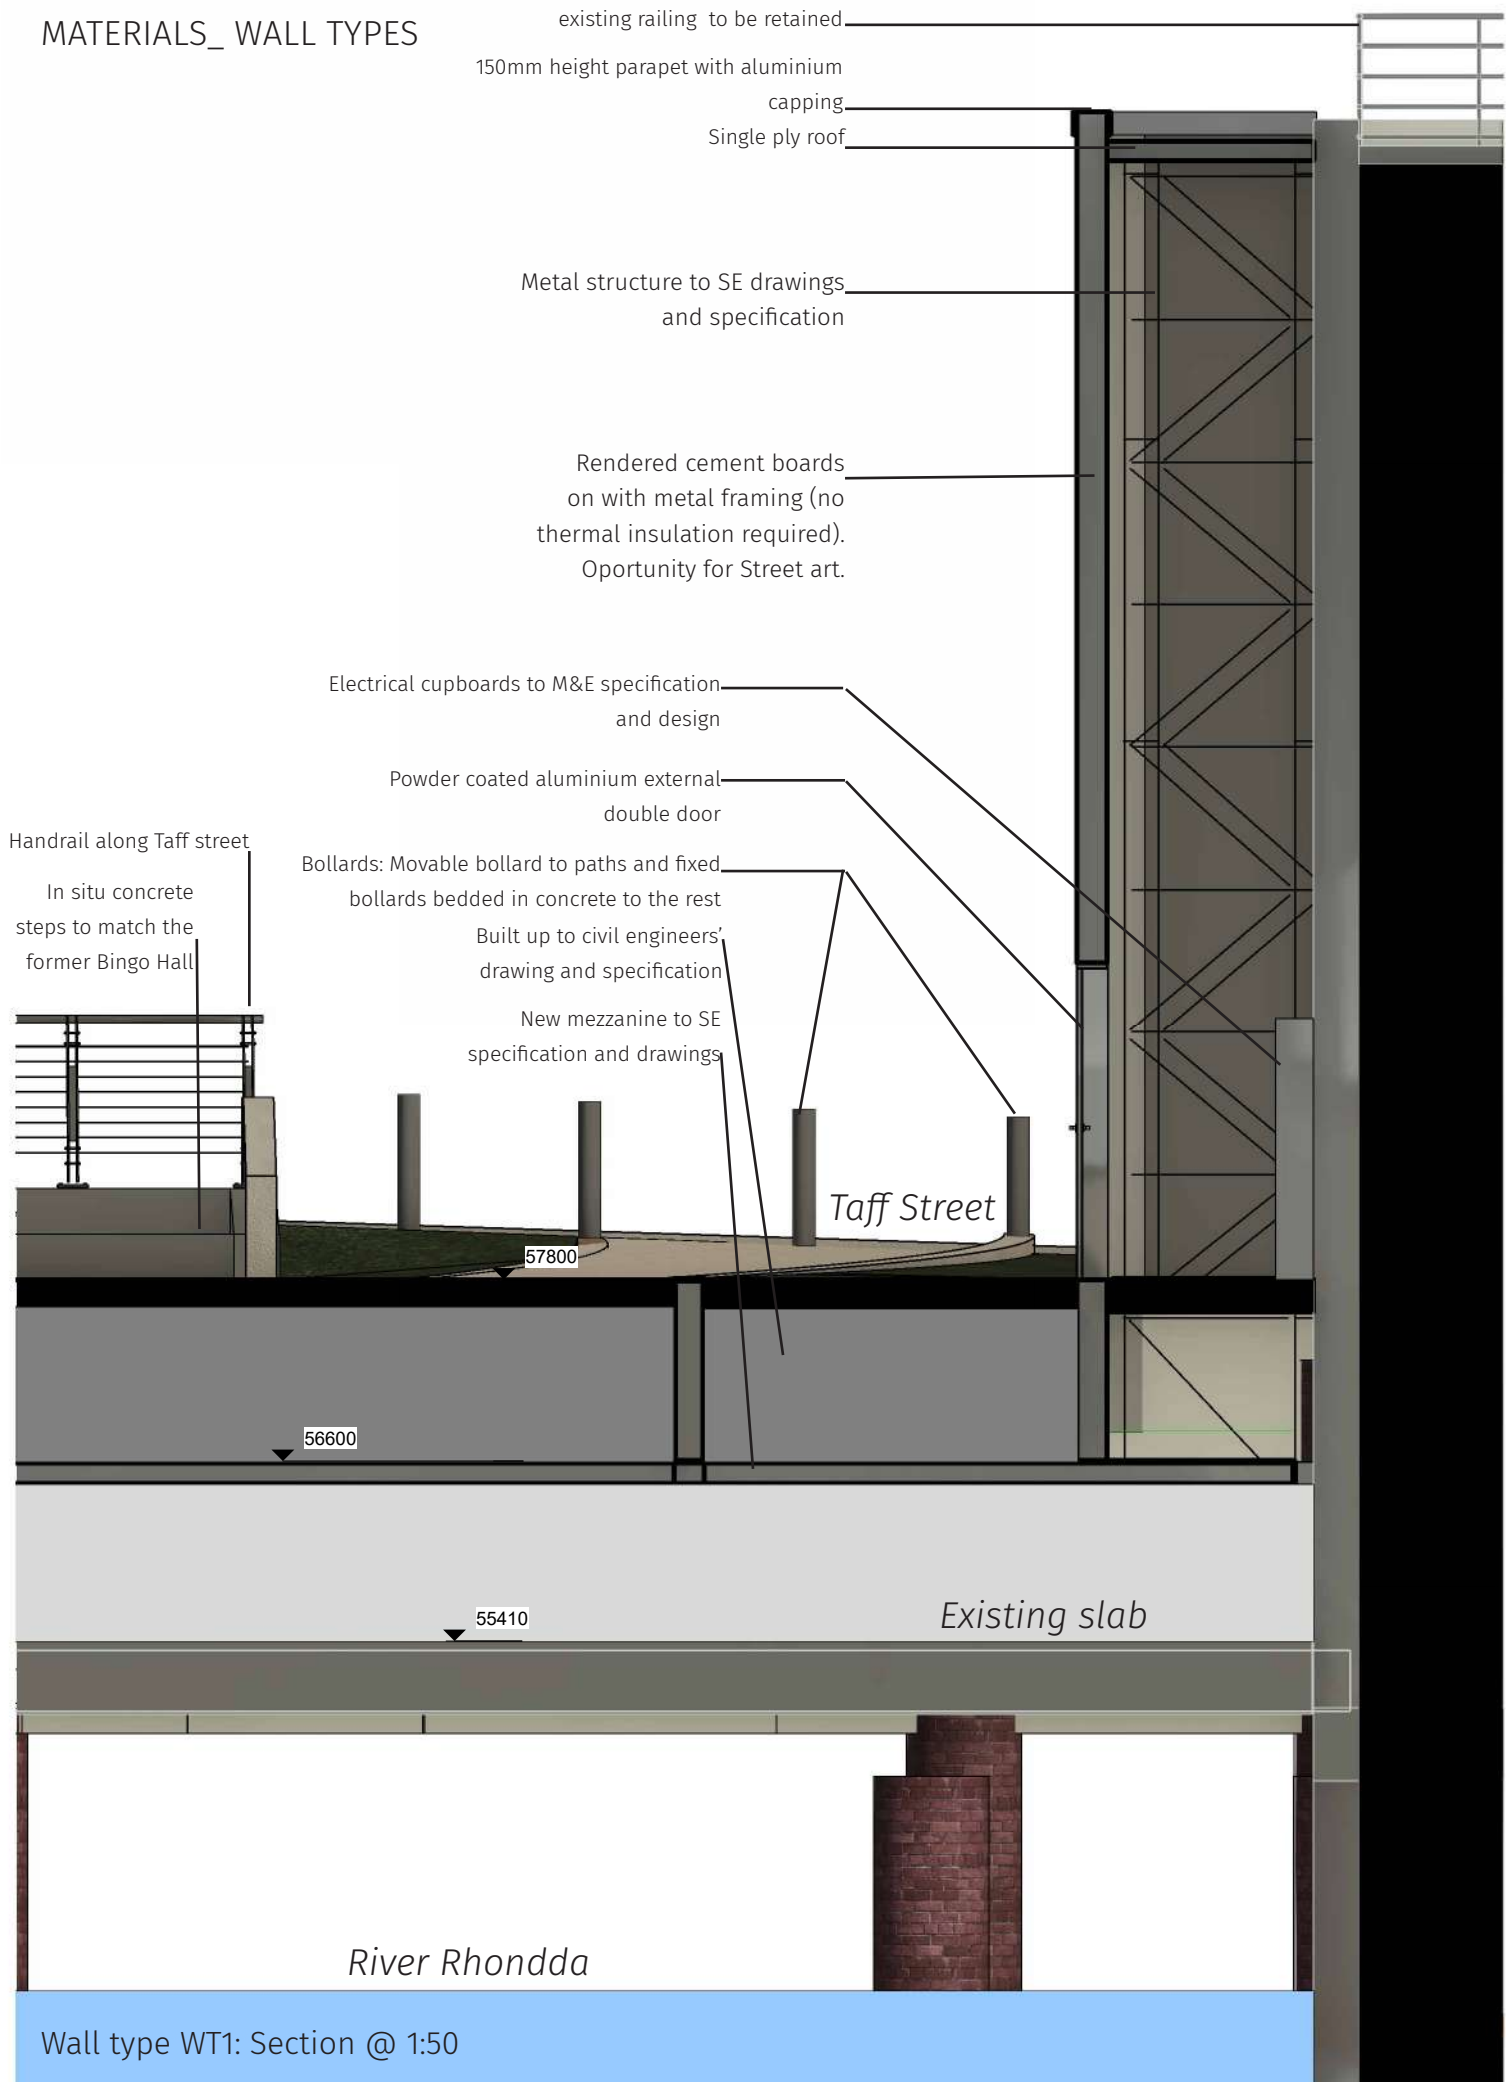 MATERIALS_ WALL TYPES
existing railing to be retained
150mm height parapet with aluminium
capping
Single ply roof
Metal structure to SE drawings
and specification
Rendered cement boards
on with metal framing (no
thermal insulation required).
Oportunity for Street art.
Electrical cupboards to M&E specification
and design
Powder coated aluminium external
double door
Handrail along Taff street
Bollards: Movable bollard to paths and fixed
bollards bedded in concrete to the rest
In situ concrete
steps to match the
former Bingo Hall
Built up to civil engineers’
drawing and specification
New mezzanine to SE
specification and drawings
Taff Street
57800
56600
55410
Existing slab
River Rhondda
Wall type WT1: Section @ 1:50